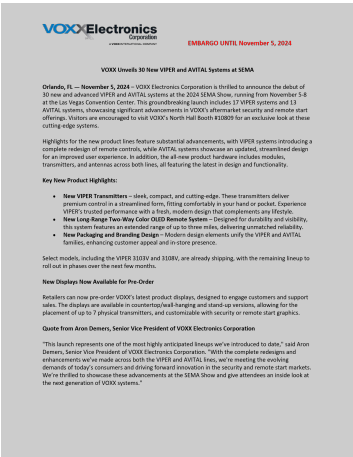 VOXXElectronics
Corporation
EMBARGO UNTIL November 5, 2024
VOXX Unveils 30 New VIPER and AVITAL Systems at SEMA
Orlando, FL — November 5, 2024 – VOXX Electronics Corporation is thrilled to announce the debut of
30 new and advanced VIPER and AVITAL systems at the 2024 SEMA Show, running from November 5-8
at the Las Vegas Convention Center. This groundbreaking launch includes 17 VIPER systems and 13
AVITAL systems, showcasing significant advancements in VOXX's aftermarket security and remote start
offerings. Visitors are encouraged to visit VOXX's North Hall Booth #10809 for an exclusive look at these
cutting-edge systems.
Highlights for the new product lines feature substantial advancements, with VIPER systems introducing a
complete redesign of remote controls, while AVITAL systems showcase an updated, streamlined design
for an improved user experience. In addition, the all-new product hardware includes modules,
transmitters, and antennas across both lines, all featuring the latest in design and functionality.
Key New Product Highlights:
• New VIPER Transmitters – sleek, compact, and cutting-edge. These transmitters deliver
premium control in a streamlined form, fitting comfortably in your hand or pocket. Experience
VIPER's trusted performance with a fresh, modern design that complements any lifestyle.
• New Long-Range Two-Way Color OLED Remote System – Designed for durability and visibility,
this system features an extended range of up to three miles, delivering unmatched reliability.
• New Packaging and Branding Design – Modern design elements unify the VIPER and AVITAL
families, enhancing customer appeal and in-store presence.
Select models, including the VIPER 3103V and 3108V, are already shipping, with the remaining lineup to
roll out in phases over the next few months.
New Displays Now Available for Pre-Order
Retailers can now pre-order VOXX's latest product displays, designed to engage customers and support
sales. The displays are available in countertop/wall-hanging and stand-up versions, allowing for the
placement of up to 7 physical transmitters, and customizable with security or remote start graphics.
Quote from Aron Demers, Senior Vice President of VOXX Electronics Corporation
"This launch represents one of the most highly anticipated lineups we've introduced to date," said Aron
Demers, Senior Vice President of VOXX Electronics Corporation. "With the complete redesigns and
enhancements we've made across both the VIPER and AVITAL lines, we're meeting the evolving
demands of today's consumers and driving forward innovation in the security and remote start markets.
We're thrilled to showcase these advancements at the SEMA Show and give attendees an inside look at
the next generation of VOXX systems."